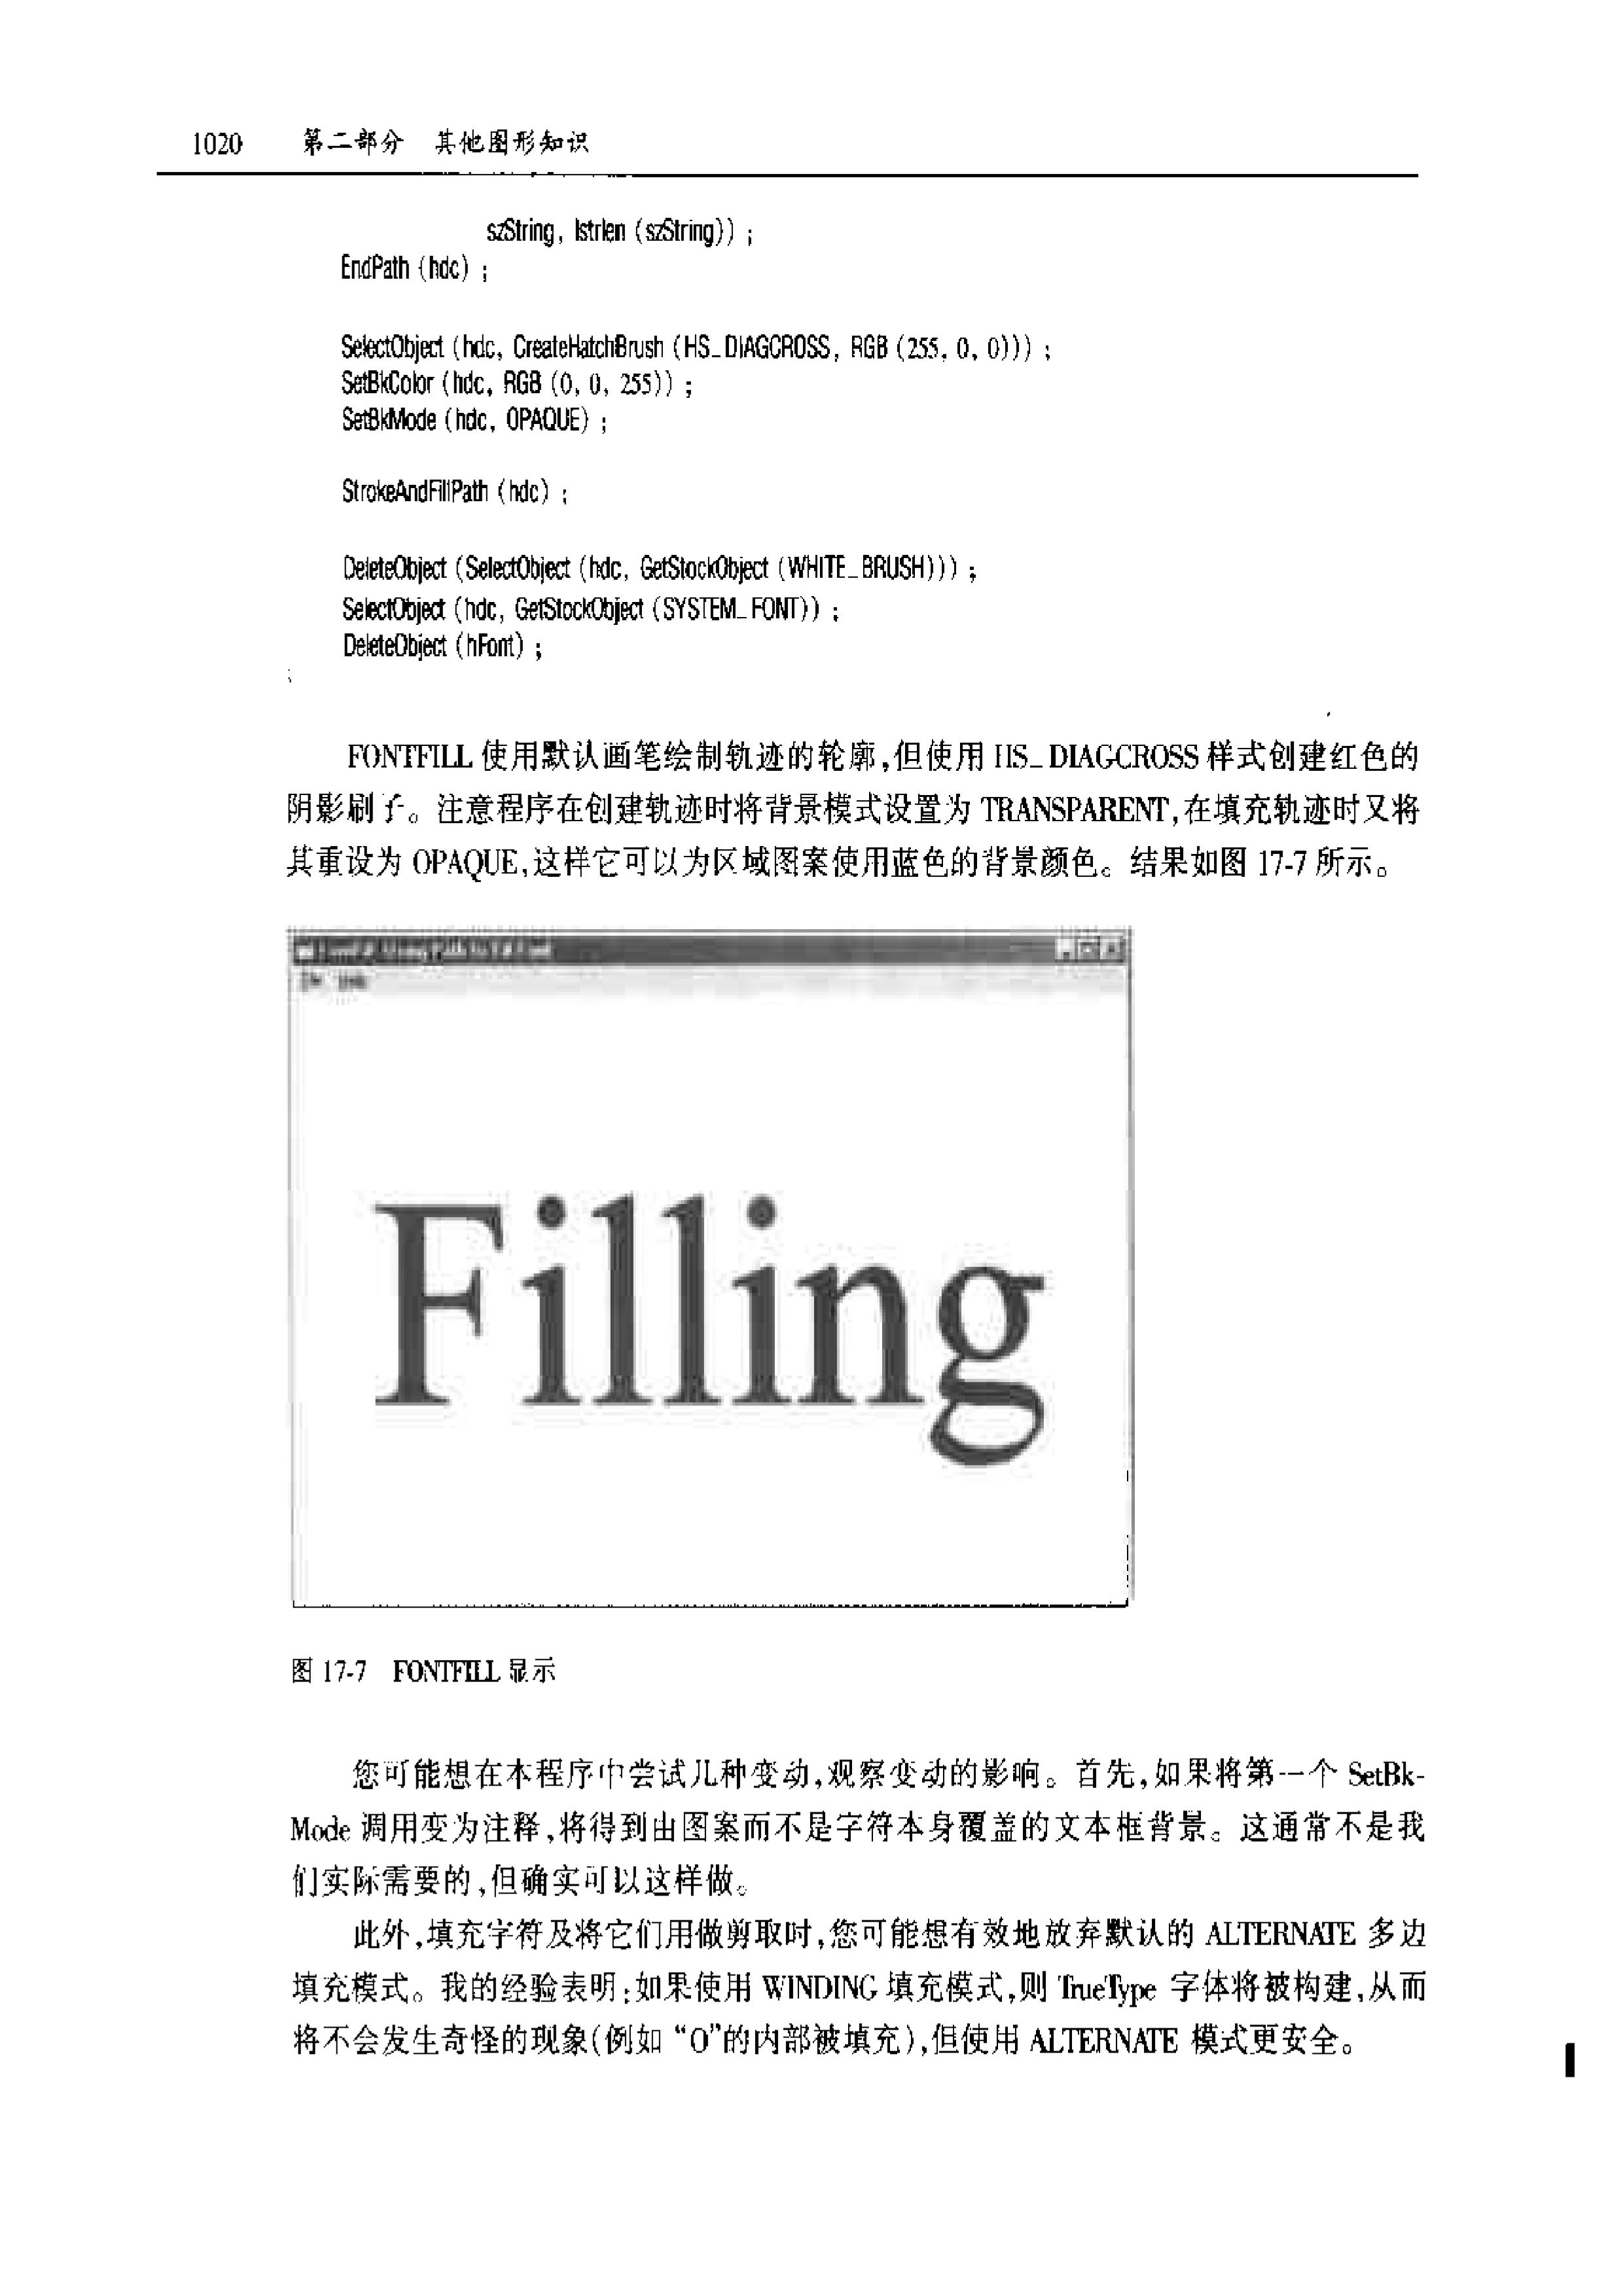 1020 第二部分 其他图形知识
szString, lstrlen (szString)) ;
EndPath (hdc) ;
SelectObject (hdc, CreateHatchBrush (HS_DIAGCROSS, RGB (255, 0, 0))) ;
SetBkColor (hdc, RGB (0, 0, 255)) ;
SetBkMode (hdc, OPAQUE) ;
StrokeAndFillPath (hdc) ;
DeleteObject (SelectObject (hdc, GetStockObject (WHITE_BRUSH))) ;
SelectObject (hdc, GetStockObject (SYSTEM_FONT)) ;
DeleteObject (hFont) ;
FONTFILL 使用默认画笔绘制轨迹的轮廓,但使用 HS_DIAGCROSS 样式创建红色的
阴影刷子。注意程序在创建轨迹时将背景模式设置为 TRANSPARENT,在填充轨迹时又将
其重设为 OPAQUE,这样它可以为区域图案使用蓝色的背景颜色。结果如图 17-7 所示。
Filling
图 17-7 FONTFILL 显示
您可能想在本程序中尝试几种变动,观察变动的影响。首先,如果将第一个 SetBk-
Mode 调用变为注释,将得到由图案而不是字符本身覆盖的文本框背景。这通常不是我
们实际需要的,但确实可以这样做。
此外,填充字符及将它们用做剪取时,您可能想有效地放弃默认的 ALTERNATE 多边
填充模式。我的经验表明:如果使用 WINDING 填充模式,则 TrueType 字体将被构建,从而
将不会发生奇怪的现象(例如 “O”的内部被填充),但使用 ALTERNATE 模式更安全。